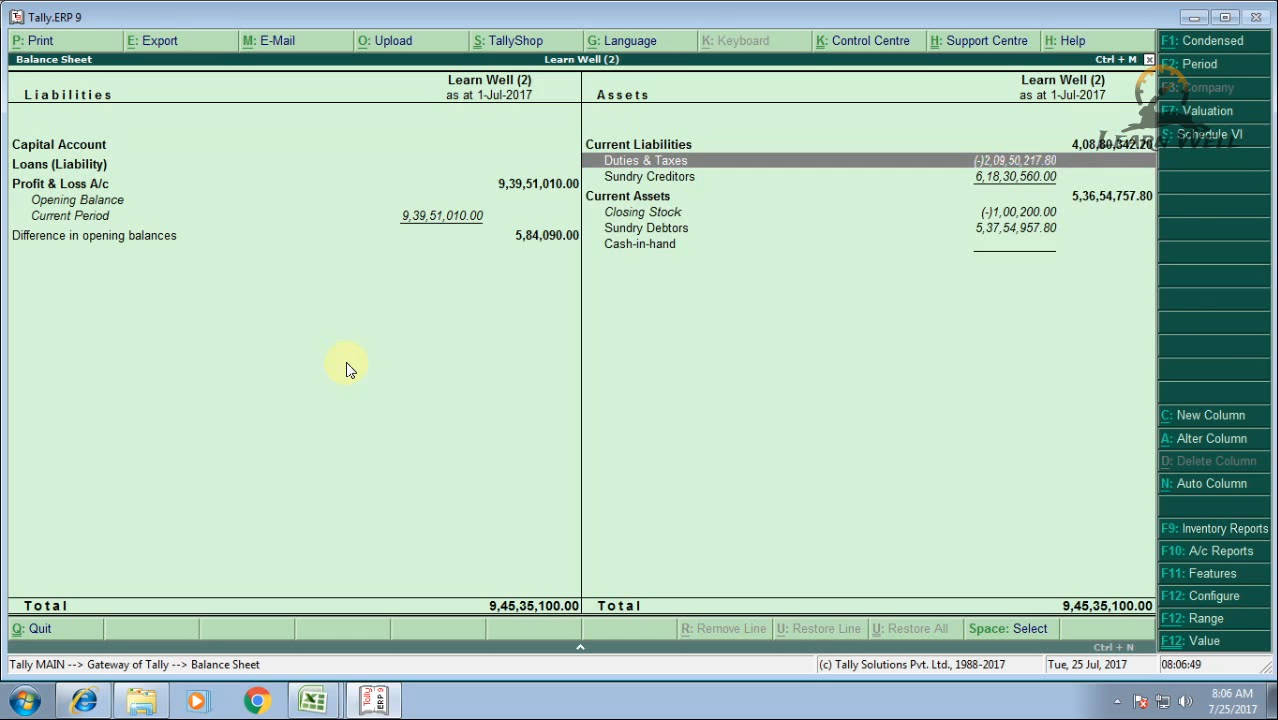 Tally.ERP 9
P: Print E: Export M: E-Mail O: Upload S: TallyShop G: Language K: Keyboard K: Control Centre H: Support Centre H: Help
Balance Sheet Learn Well (2) Ctrl + M
Liabilities
Learn Well (2)
as at 1-Jul-2017
Assets
Learn Well (2)
as at 1-Jul-2017
Capital Account
Loans (Liability)
Profit & Loss A/c 9,39,51,010.00
Opening Balance
Current Period 9,39,51,010.00
Difference in opening balances 5,84,090.00
Current Liabilities 4,08,80,342.20
Duties & Taxes (-)2,09,50,217.80
Sundry Creditors 6,18,30,560.00
Current Assets 5,36,54,757.80
Closing Stock (-)1,00,200.00
Sundry Debtors 5,37,54,957.80
Cash-in-hand
Total 9,45,35,100.00
Total 9,45,35,100.00
F1: Condensed
F2: Period
F3: Company
F7: Valuation
S: Schedule VI
LEARN WELL
C: New Column
A: Alter Column
D: Delete Column
N: Auto Column
F9: Inventory Reports
F10: A/c Reports
F11: Features
F12: Configure
F12: Range
F12: Value
Q: Quit R: Remove Line U: Restore Line U: Restore All Space: Select
Ctrl + N
Tally MAIN --> Gateway of Tally --> Balance Sheet (c) Tally Solutions Pvt. Ltd., 1988-2017 Tue, 25 Jul, 2017 08:06:49
Tally ERP 9
8:06 AM
7/25/2017